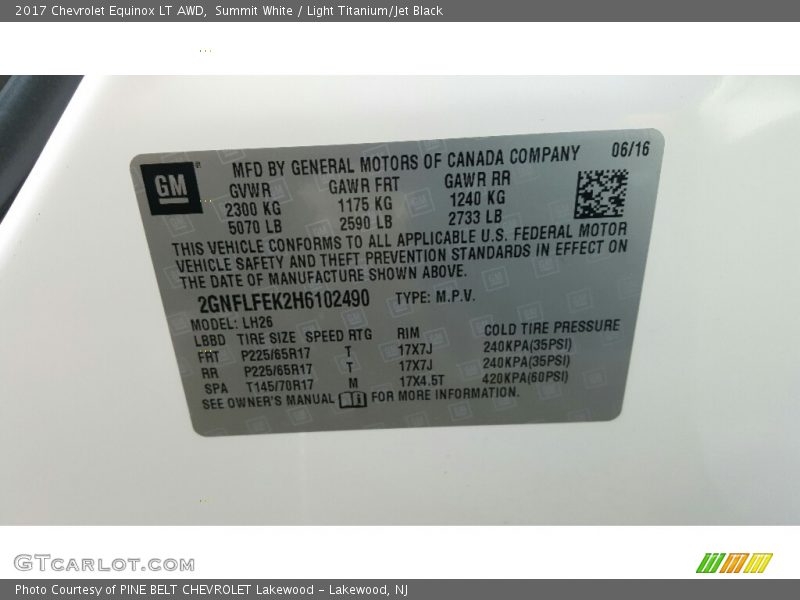 2017 Chevrolet Equinox LT AWD, Summit White / Light Titanium/Jet Black
GM
MFD BY GENERAL MOTORS OF CANADA COMPANY 06/16
GVWR GAWR FRT GAWR RR
2300 KG 1175 KG 1240 KG
5070 LB 2590 LB 2733 LB
THIS VEHICLE CONFORMS TO ALL APPLICABLE U.S. FEDERAL MOTOR
VEHICLE SAFETY AND THEFT PREVENTION STANDARDS IN EFFECT ON
THE DATE OF MANUFACTURE SHOWN ABOVE.
2GNFLFEK2H6102490 TYPE: M.P.V.
MODEL: LH26
LBBD TIRE SIZE SPEED RTG RIM COLD TIRE PRESSURE
FRT P225/65R17 T 17X7J 240KPA(35PSI)
RR P225/65R17 T 17X7J 240KPA(35PSI)
SPA T145/70R17 M 17X4.5T 420KPA(60PSI)
SEE OWNER'S MANUAL FOR MORE INFORMATION.
GTCARLOT.COM
Photo Courtesy of PINE BELT CHEVROLET Lakewood - Lakewood, NJ